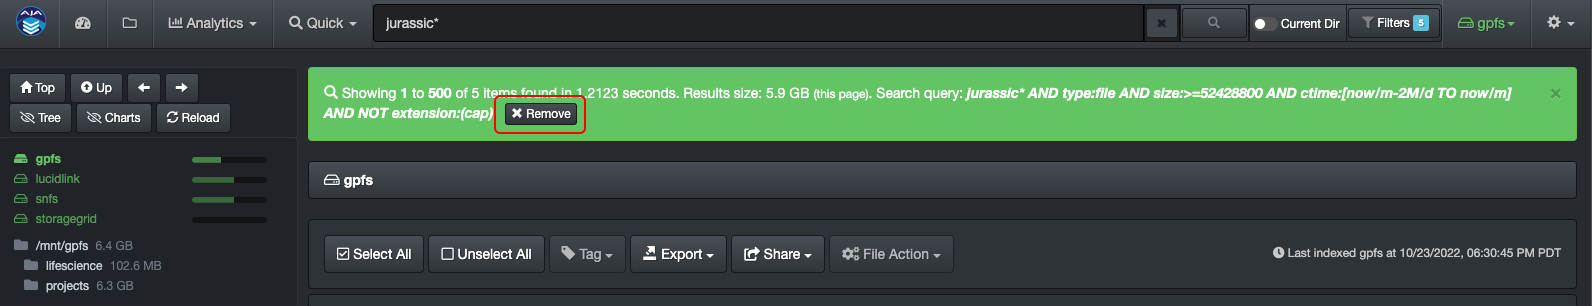 Analytics
Quick
jurassic*
Current Dir
Filters 5
gpfs
Top
Up
Tree
Charts
Reload
gpfs
lucidlink
snfs
storagegrid
/mnt/gpfs 6.4 GB
lifescience 102.6 MB
projects 6.3 GB
Showing 1 to 500 of 5 items found in 1.2123 seconds. Results size: 5.9 GB (this page). Search query: jurassic* AND type:file AND size:>=52428800 AND ctime:[now/m-2M/d TO now/m]
AND NOT extension:(cap) Remove
gpfs
Select All
Unselect All
Tag
Export
Share
File Action
Last indexed gpfs at 10/23/2022, 06:30:45 PM PDT